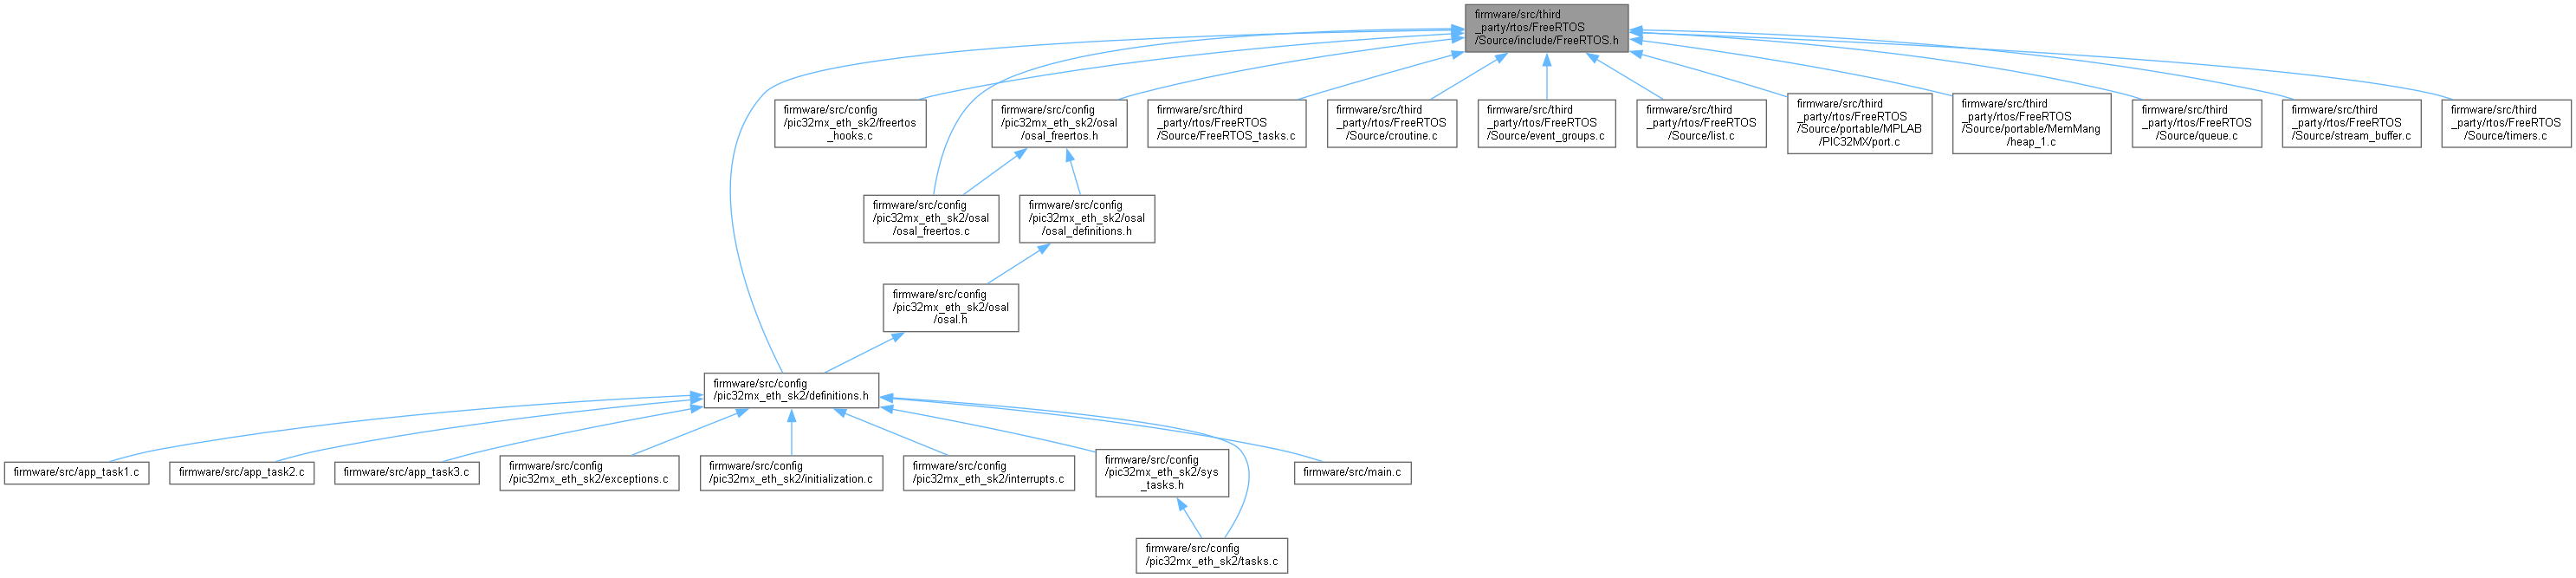 firmware/src/third
_party/rtos/FreeRTOS
/Source/include/FreeRTOS.h
firmware/src/config
/pic32mx_eth_sk2/freertos
_hooks.c
firmware/src/config
/pic32mx_eth_sk2/osal
/osal_freertos.h
firmware/src/third
_party/rtos/FreeRTOS
/Source/FreeRTOS_tasks.c
firmware/src/third
_party/rtos/FreeRTOS
/Source/croutine.c
firmware/src/third
_party/rtos/FreeRTOS
/Source/event_groups.c
firmware/src/third
_party/rtos/FreeRTOS
/Source/list.c
firmware/src/third
_party/rtos/FreeRTOS
/Source/portable/MPLAB
/PIC32MX/port.c
firmware/src/third
_party/rtos/FreeRTOS
/Source/portable/MemMang
/heap_1.c
firmware/src/third
_party/rtos/FreeRTOS
/Source/queue.c
firmware/src/third
_party/rtos/FreeRTOS
/Source/stream_buffer.c
firmware/src/third
_party/rtos/FreeRTOS
/Source/timers.c
firmware/src/config
/pic32mx_eth_sk2/osal
/osal_freertos.c
firmware/src/config
/pic32mx_eth_sk2/osal
/osal_definitions.h
firmware/src/config
/pic32mx_eth_sk2/osal
/osal.h
firmware/src/config
/pic32mx_eth_sk2/definitions.h
firmware/src/app_task1.c
firmware/src/app_task2.c
firmware/src/app_task3.c
firmware/src/config
/pic32mx_eth_sk2/exceptions.c
firmware/src/config
/pic32mx_eth_sk2/initialization.c
firmware/src/config
/pic32mx_eth_sk2/interrupts.c
firmware/src/config
/pic32mx_eth_sk2/sys
_tasks.h
firmware/src/main.c
firmware/src/config
/pic32mx_eth_sk2/tasks.c